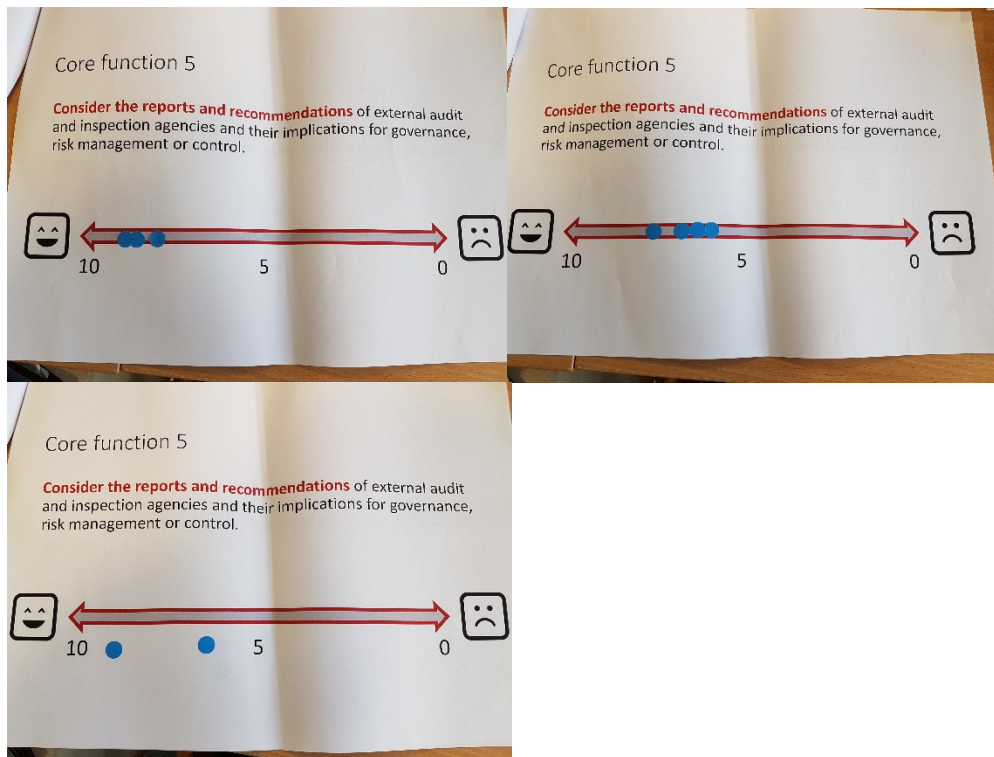 Core function 5
Consider the reports and recommendations of external audit
and inspection agencies and their implications for governance,
risk management or control.
10 5 0
Core function 5
Consider the reports and recommendations of external audit
and inspection agencies and their implications for governance,
risk management or control.
10 5 0
Core function 5
Consider the reports and recommendations of external audit
and inspection agencies and their implications for governance,
risk management or control.
10 5 0